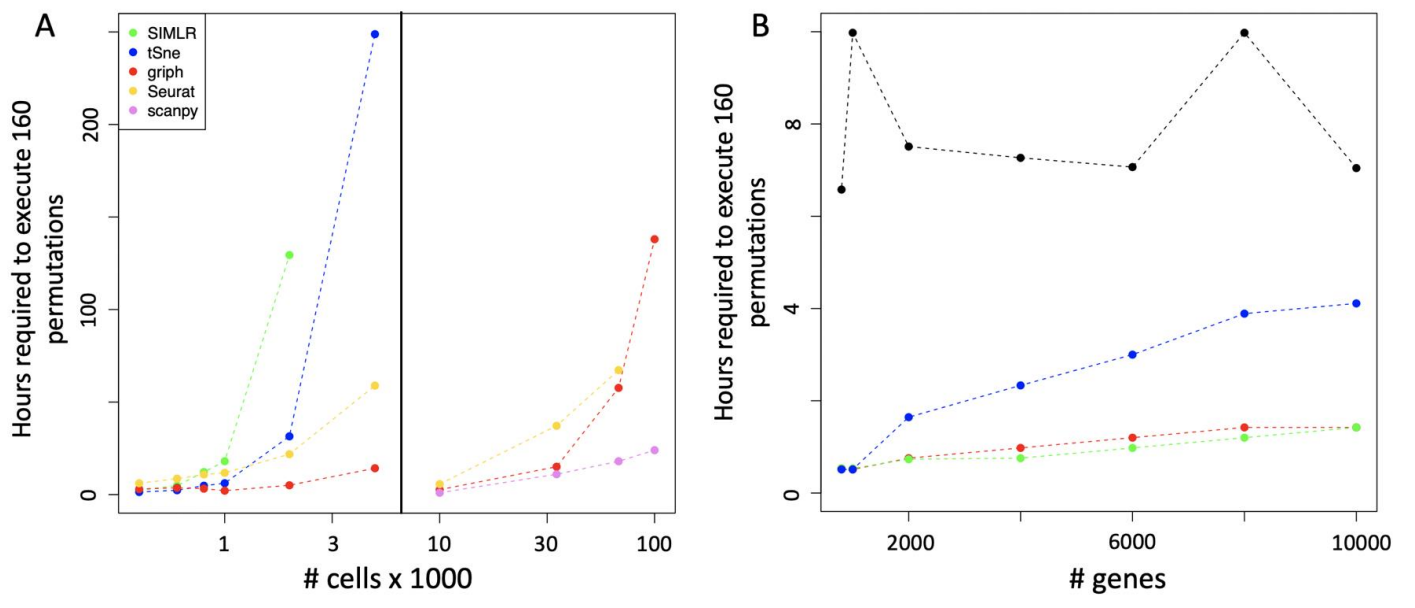 A
SIMLR
tSne
griph
Seurat
scanpy
Hours required to execute 160
permutations
0
100
200
1
3
10
30
100
# cells x 1000
B
Hours required to execute 160
permutations
0
4
8
2000
6000
10000
# genes